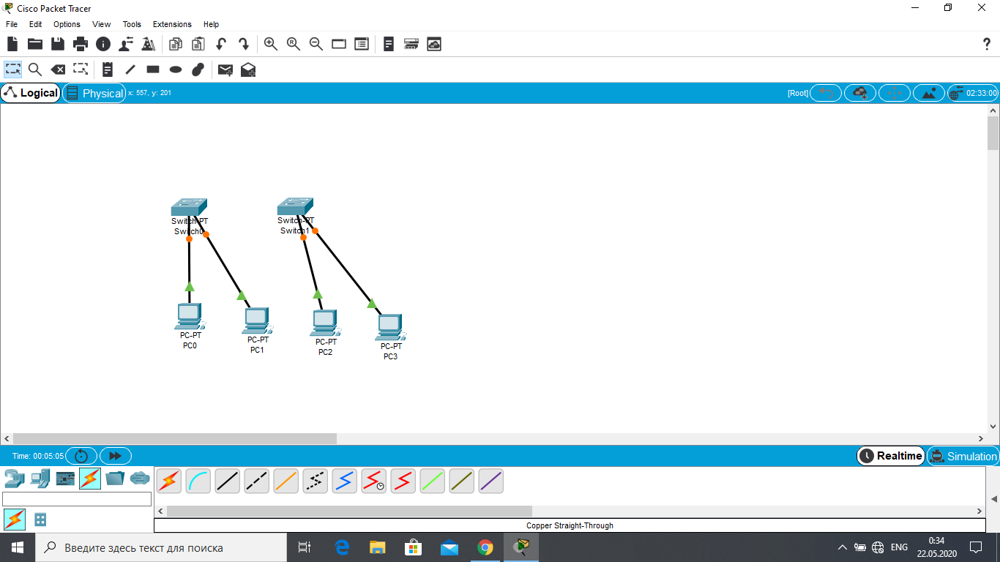 Cisco Packet Tracer
File Edit Options View Tools Extensions Help
Logical Physical x: 557, y: 201 [Root] 02:33:00
Switch-PT
Switch0
Switch-PT
Switch1
PC-PT
PC0
PC-PT
PC1
PC-PT
PC2
PC-PT
PC3
Time: 00:05:05 Realtime Simulation
Copper Straight-Through
Введите здесь текст для поиска
ENG
0:34
22.05.2020